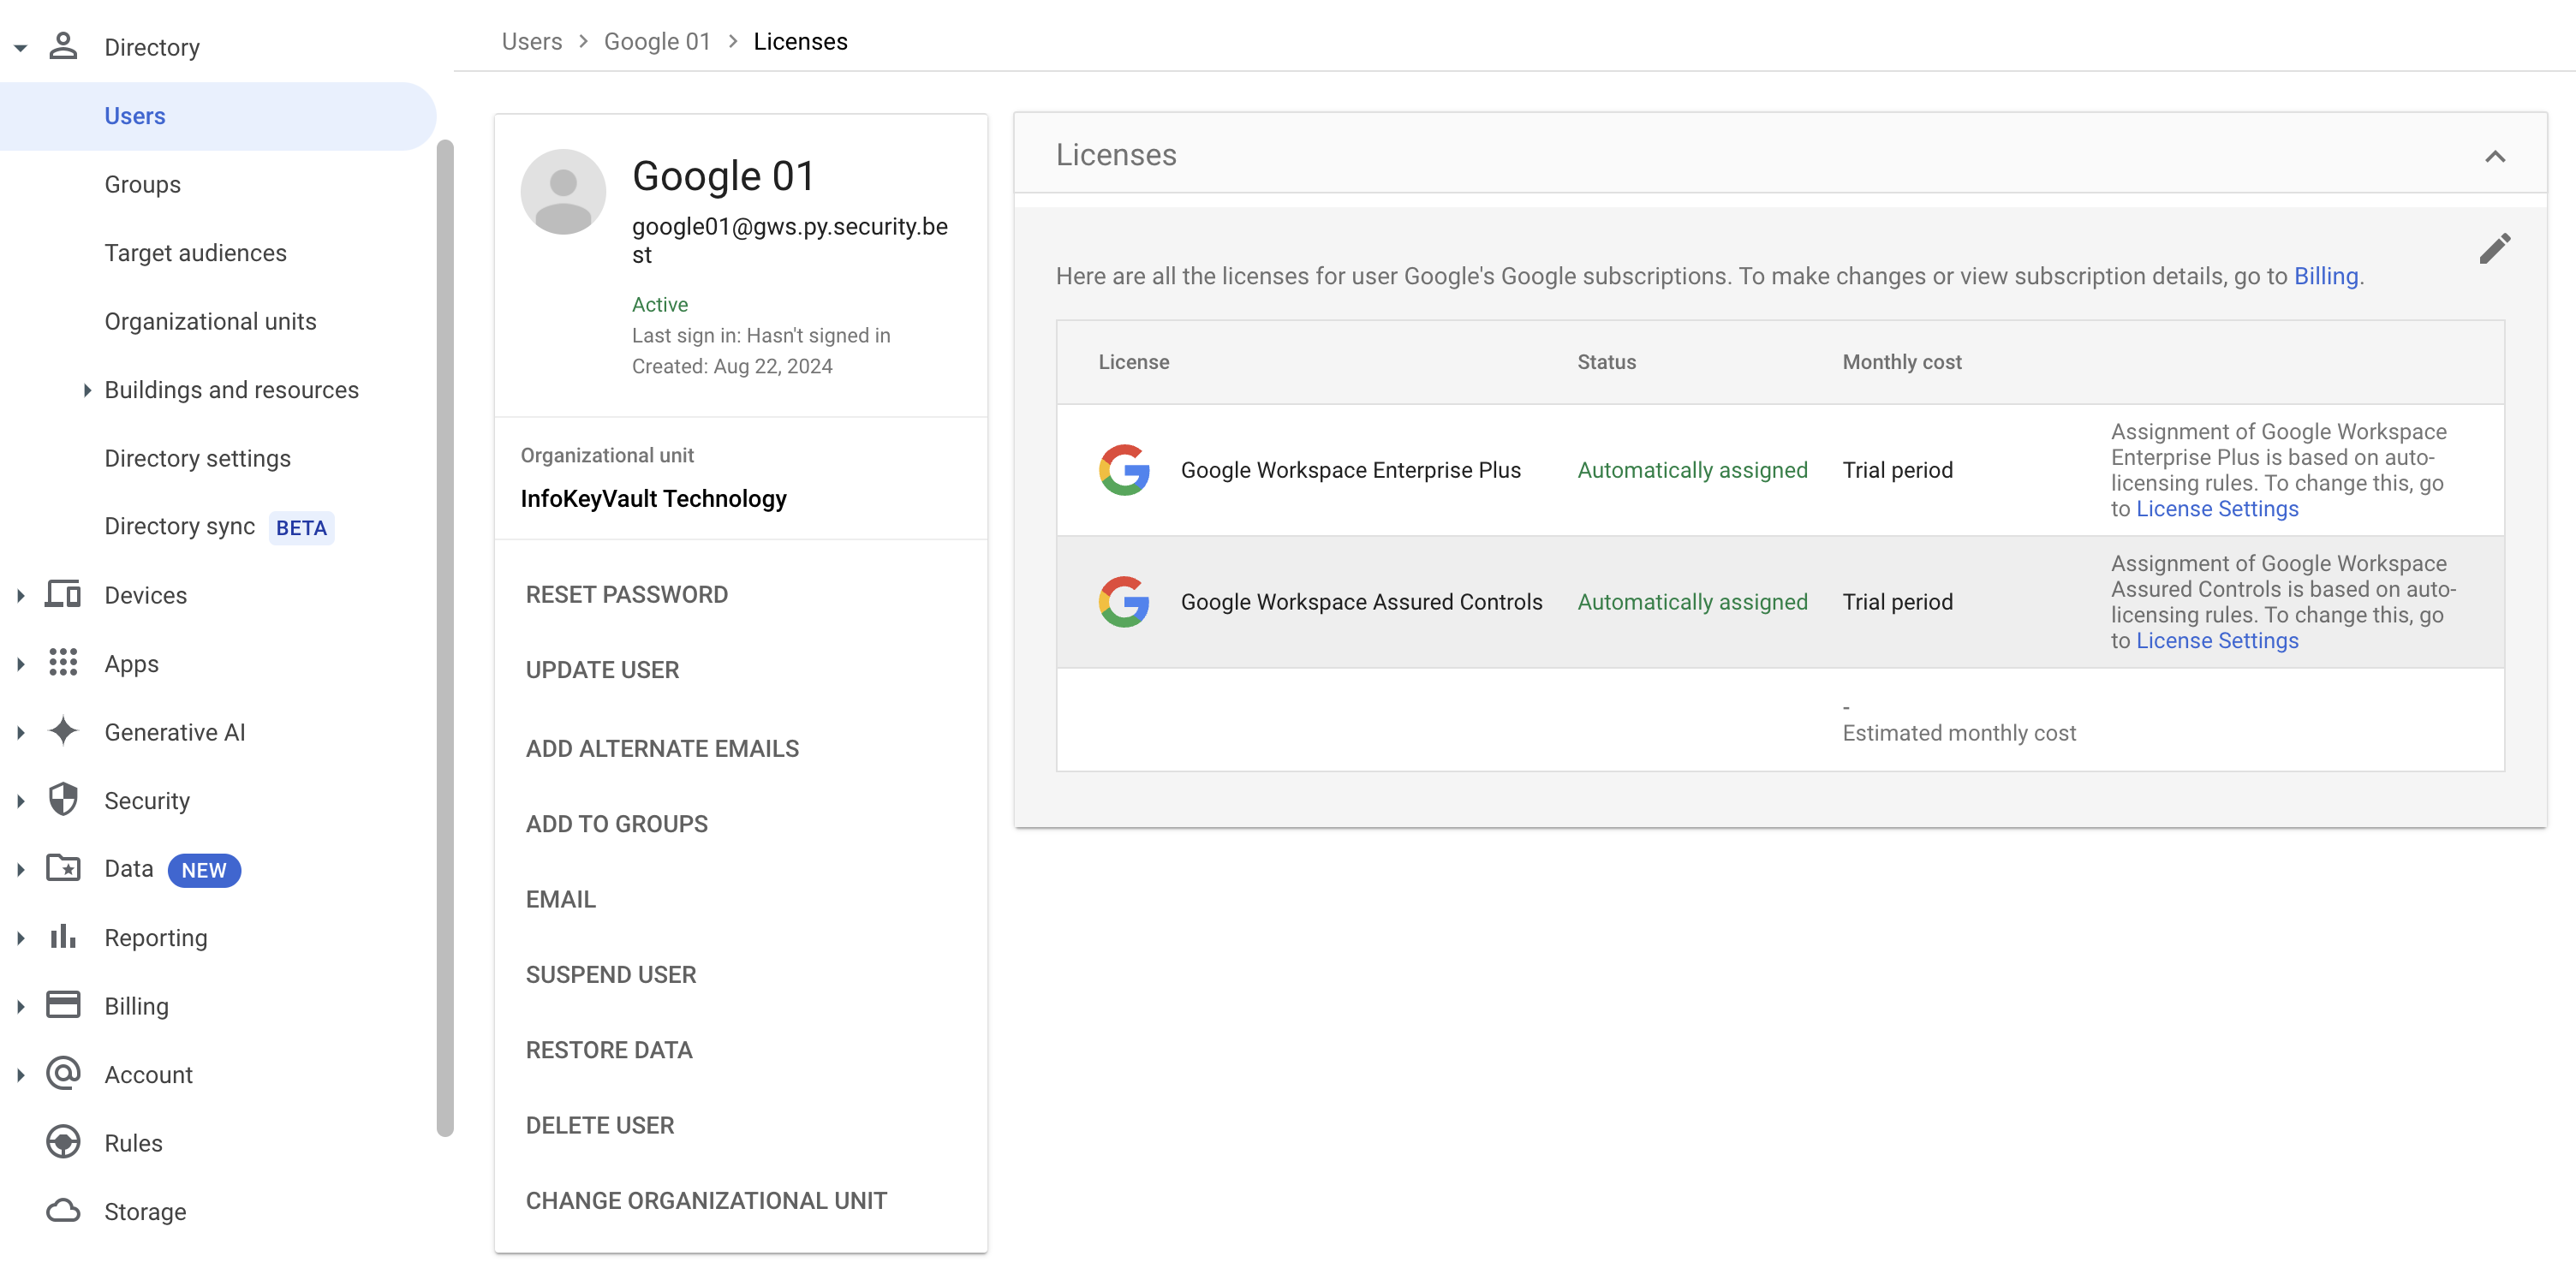 Directory
Users
Groups
Target audiences
Organizational units
Buildings and resources
Directory settings
Directory sync BETA
Devices
Apps
Generative AI
Security
Data NEW
Reporting
Billing
Account
Rules
Storage
Users > Google 01 > Licenses
Google 01
google01@gws.py.security.be
st
Active
Last sign in: Hasn't signed in
Created: Aug 22, 2024
Organizational unit
InfoKeyVault Technology
RESET PASSWORD
UPDATE USER
ADD ALTERNATE EMAILS
ADD TO GROUPS
EMAIL
SUSPEND USER
RESTORE DATA
DELETE USER
CHANGE ORGANIZATIONAL UNIT
Licenses
Here are all the licenses for user Google's Google subscriptions. To make changes or view subscription details, go to Billing.
License Status Monthly cost
Google Workspace Enterprise Plus Automatically assigned Trial period
Assignment of Google Workspace
Enterprise Plus is based on auto-
licensing rules. To change this, go
to License Settings
Google Workspace Assured Controls Automatically assigned Trial period
Assignment of Google Workspace
Assured Controls is based on auto-
licensing rules. To change this, go
to License Settings
-
Estimated monthly cost